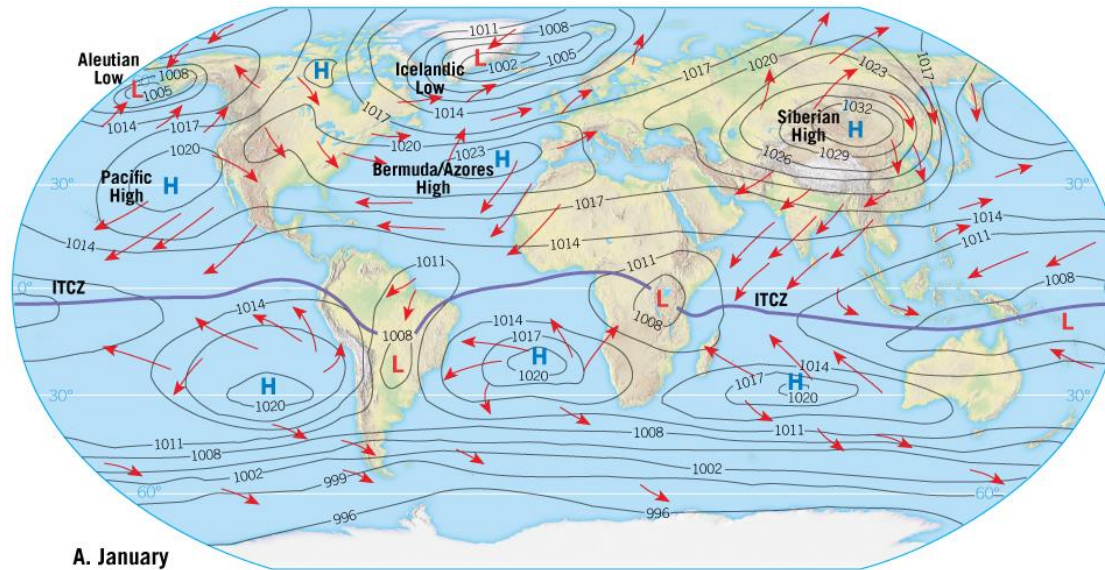 1011
1008
1005
1002
Aleutian
Low
L
1008
1005
1014
1017
1020
H
Icelandic
Low
L
1014
1017
1020
1017
1020
1023
1017
1032
Siberian
High
H
1026
1029
Pacific
High
H
1023
H
Bermuda/Azores
High
30°
30°
1017
1014
1014
1014
1011
1011
1011
1008
ITCZ
ITCZ
0°
0°
L
1008
L
1014
1008
L
1014
1017
H
1020
H
1020
1014
1017
H
1020
30°
30°
1011
1008
1002
999
996
1008
1011
1002
996
60°
60°
A. January